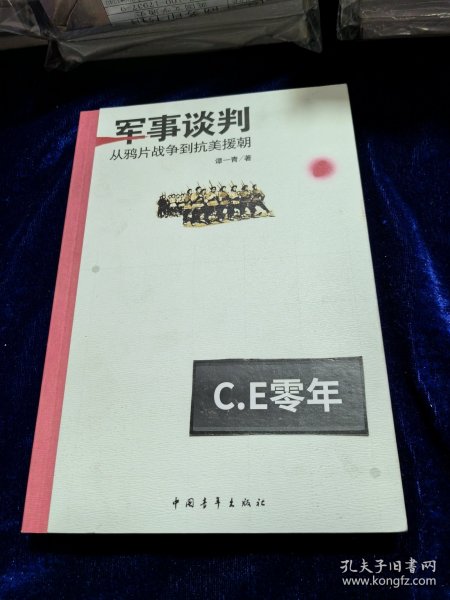 军事谈判
从鸦片战争到抗美援朝
谭一青/著
C.E零年
中国青年出版社
孔夫子旧书网
www.kongfz.com